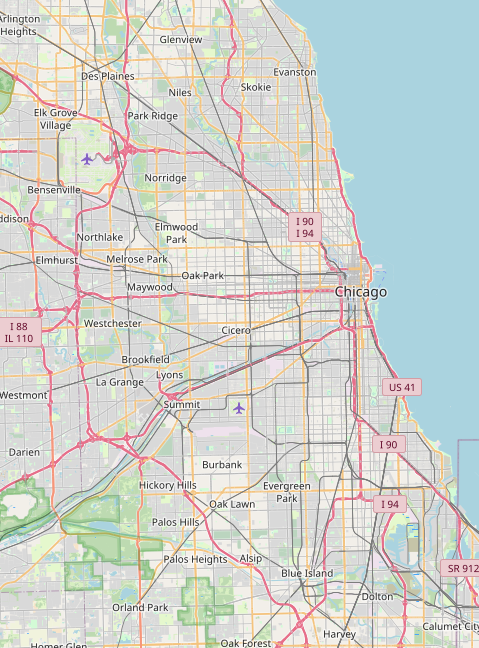 Arlington
Heights
Glenview
Evanston
Des Plaines
Skokie
Niles
Elk Grove
Village
Park Ridge
Norridge
Bensenville
ddison
I 90
I 94
Elmwood
Park
Northlake
Elmhurst
Melrose Park
Oak Park
Maywood
Chicago
I 88
IL 110
Westchester
Cicero
Brookfield
Lyons
La Grange
US 41
Westmont
Summit
I 90
Darien
Burbank
Hickory Hills
Evergreen
Park
Oak Lawn
I 94
Palos Hills
Palos Heights
Alsip
SR 912
Blue Island
Dolton
Orland Park
Calumet City
Harvey
Oak Forest
Homer Glen